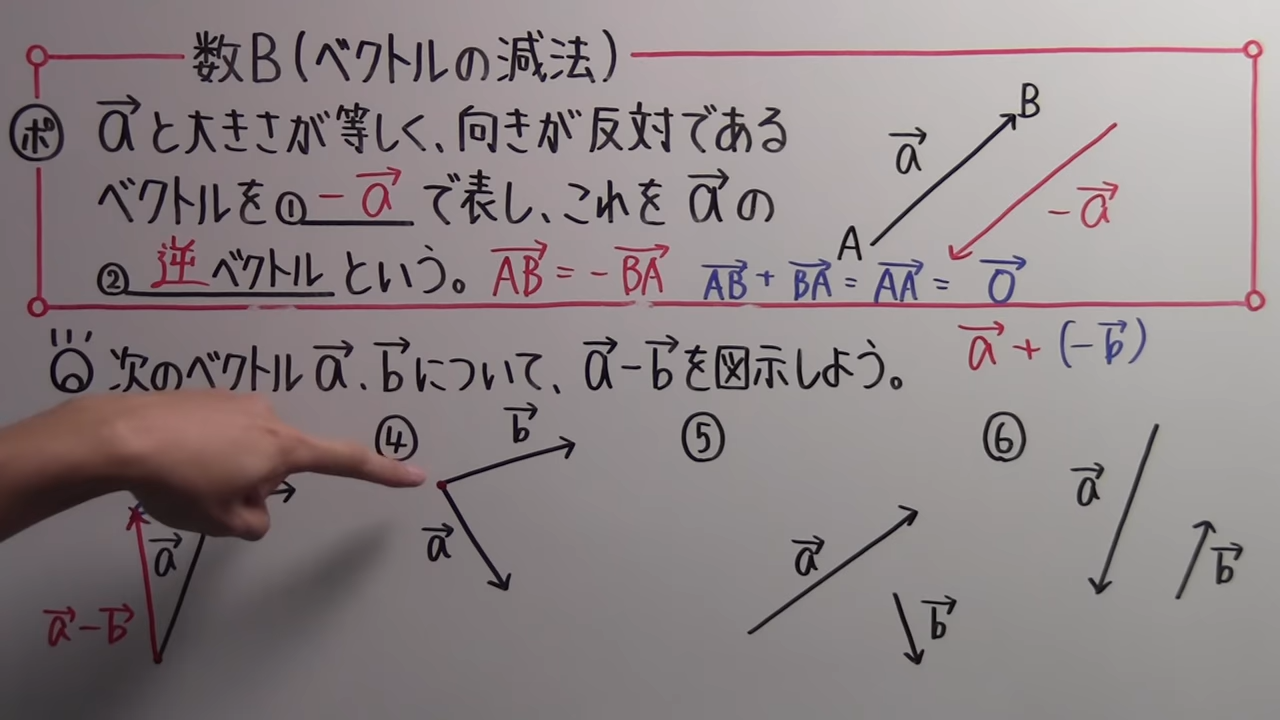 数B(ベクトルの減法)
ポ a→と大きさが等しく、向きが反対である
ベクトルを①-a→で表し、これをa→の
②逆ベクトルという。AB→=-BA→ AB→+BA→=AA→=0→
a→
A
B
-a→
次のベクトルa→、b→について、a→-b→を図示しよう。
a→+(-b→)
a→
a→-b→
④
b→
a→
⑤
a→
b→
⑥
a→
b→